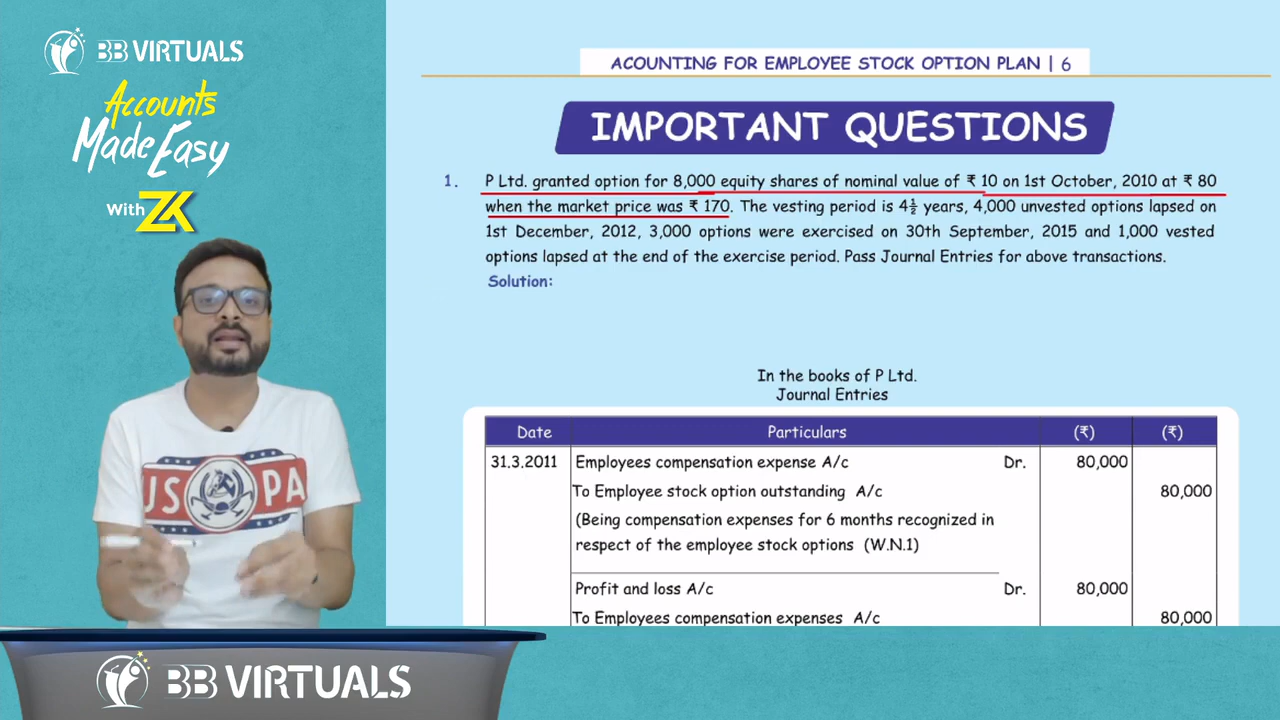 BB VIRTUALS
Accounts
Made Easy
With ZK
ACOUNTING FOR EMPLOYEE STOCK OPTION PLAN | 6
IMPORTANT QUESTIONS
1. P Ltd. granted option for 8,000 equity shares of nominal value of ₹ 10 on 1st October, 2010 at ₹ 80
when the market price was ₹ 170. The vesting period is 4½ years, 4,000 unvested options lapsed on
1st December, 2012, 3,000 options were exercised on 30th September, 2015 and 1,000 vested
options lapsed at the end of the exercise period. Pass Journal Entries for above transactions.
Solution:
In the books of P Ltd.
Journal Entries
Date Particulars (₹) (₹)
31.3.2011 Employees compensation expense A/c Dr. 80,000
To Employee stock option outstanding A/c 80,000
(Being compensation expenses for 6 months recognized in
respect of the employee stock options (W.N.1)
Profit and loss A/c Dr. 80,000
To Employees compensation expenses A/c 80,000
US PA
BB VIRTUALS